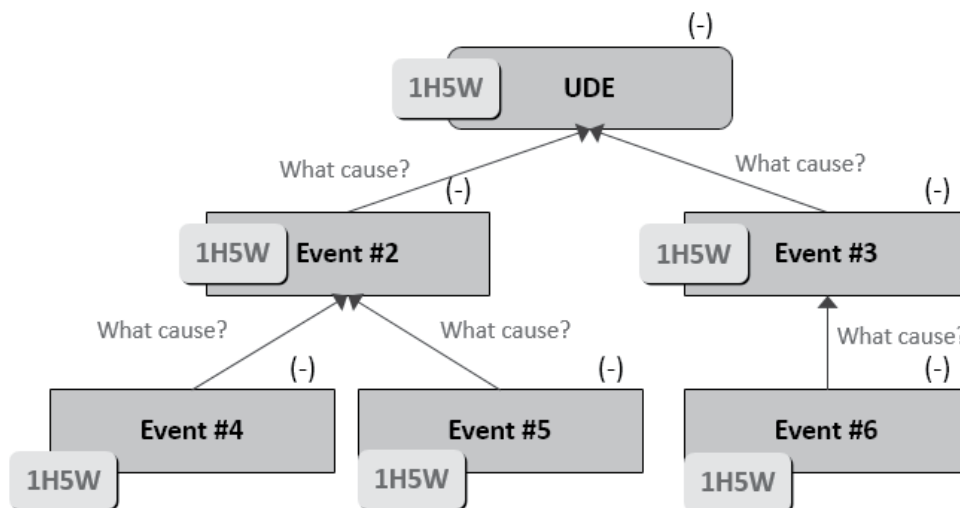 (-)
1H5W
UDE
What cause?
What cause?
(-)
(-)
1H5W
Event #2
1H5W
Event #3
What cause?
What cause?
What cause?
(-)
(-)
(-)
Event #4
Event #5
Event #6
1H5W
1H5W
1H5W